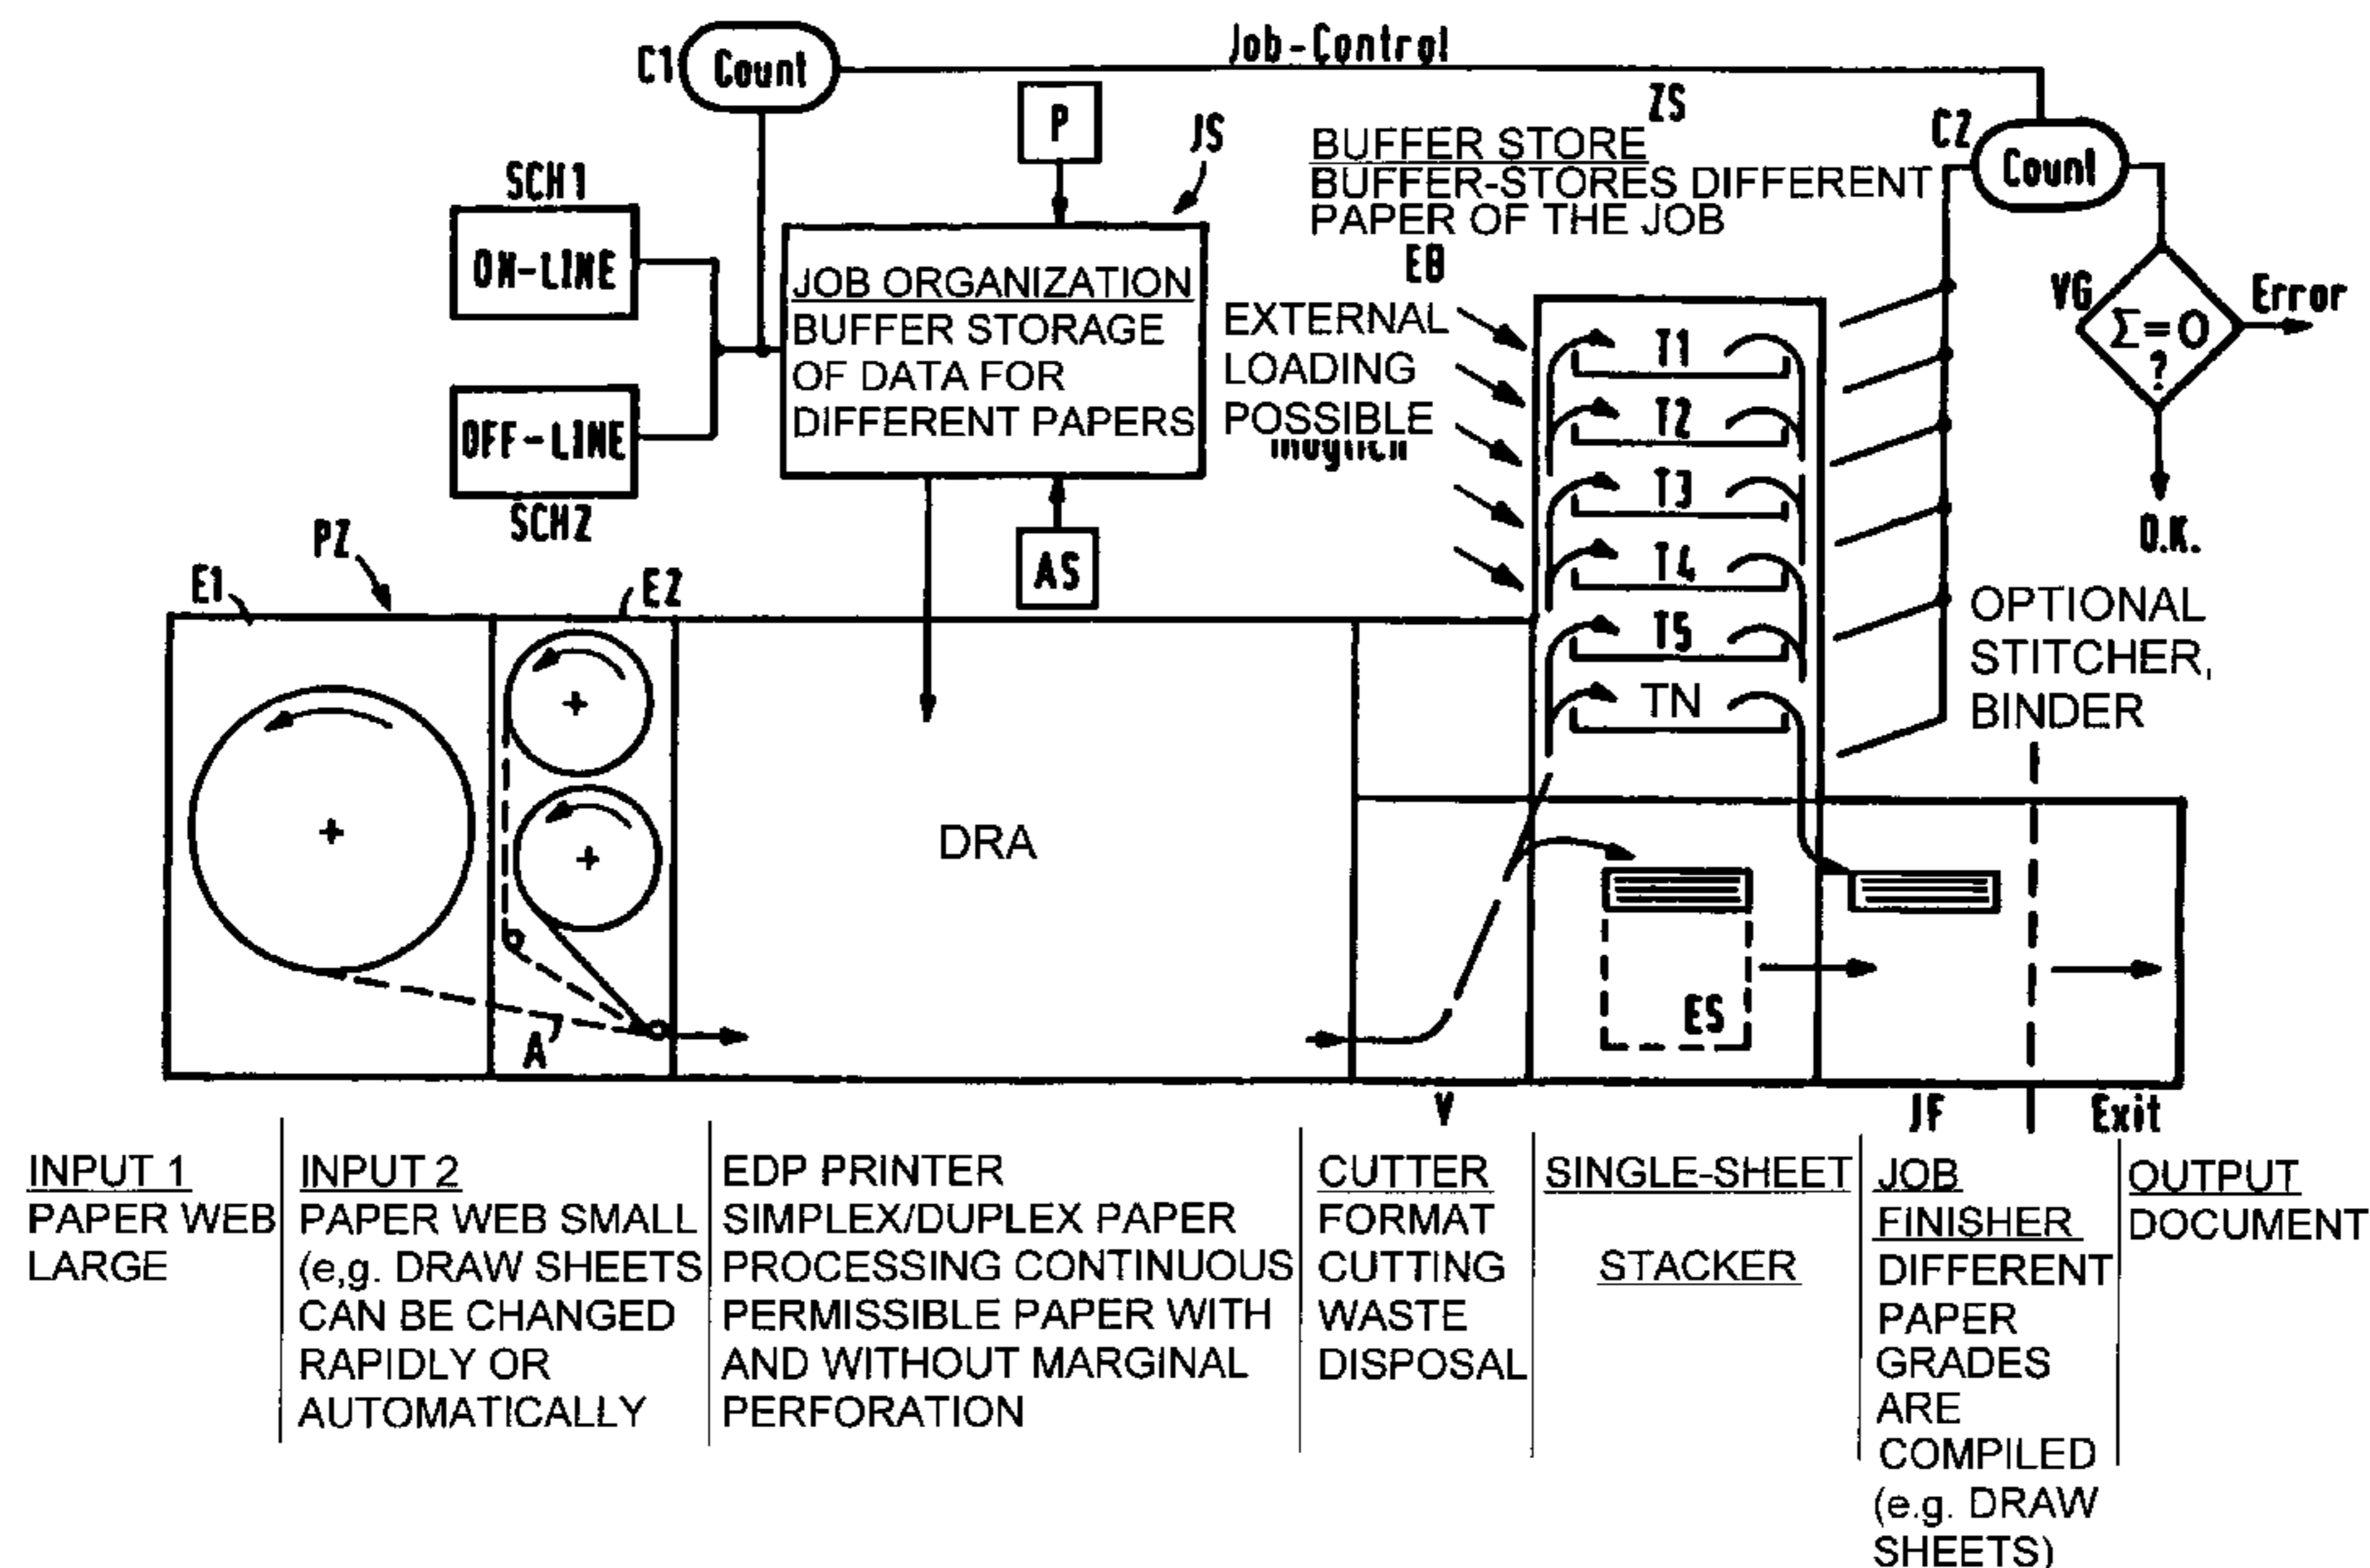 Job-Control
C1
Count
P
JS
ZS
BUFFER STORE
BUFFER-STORES DIFFERENT
PAPER OF THE JOB
C2
Count
SCH1
ON-LINE
JOB ORGANIZATION
BUFFER STORAGE
OF DATA FOR
DIFFERENT PAPERS
EB
EXTERNAL
LOADING
POSSIBLE
VG
Σ=0
?
Error
O.K.
OFF-LINE
SCH2
AS
T1
T2
T3
T4
T5
TN
OPTIONAL
STITCHER,
BINDER
PZ
E1
E2
DRA
A
ES
V
JF
Exit
INPUT 1
PAPER WEB
LARGE
INPUT 2
PAPER WEB SMALL
(e,g. DRAW SHEETS
CAN BE CHANGED
RAPIDLY OR
AUTOMATICALLY
EDP PRINTER
SIMPLEX/DUPLEX PAPER
PROCESSING CONTINUOUS
PERMISSIBLE PAPER WITH
AND WITHOUT MARGINAL
PERFORATION
CUTTER
FORMAT
CUTTING
WASTE
DISPOSAL
SINGLE-SHEET
STACKER
JOB
FINISHER
DIFFERENT
PAPER
GRADES
ARE
COMPILED
(e.g. DRAW
SHEETS)
OUTPUT
DOCUMENT